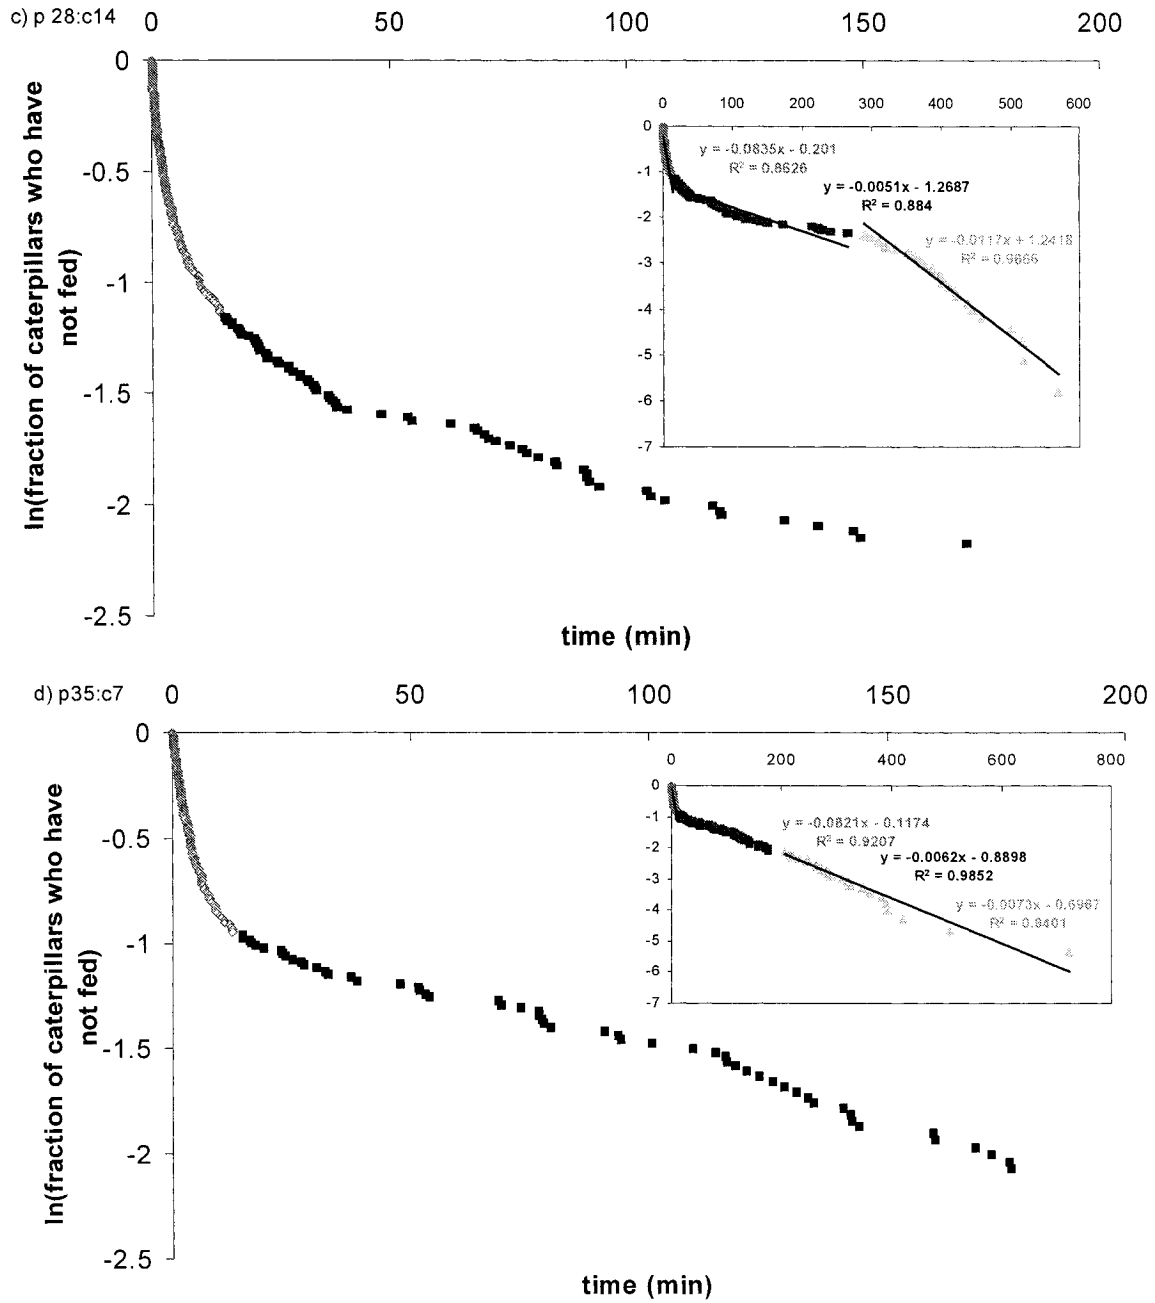 c) p 28:c14
0 50 100 150 200
0
-0.5
-1
-1.5
-2
-2.5
ln(fraction of caterpillars who have
not fed)
time (min)
0 100 200 300 400 500 600
0
-1
-2
-3
-4
-5
-6
-7
y = -0.0835x - 0.201
R² = 0.8626
y = -0.0051x - 1.2687
R² = 0.884
y = -0.0117x + 1.2418
R² = 0.9666
d) p35:c7
0 50 100 150 200
0
-0.5
-1
-1.5
-2
-2.5
ln(fraction of caterpillars who have
not fed)
time (min)
0 200 400 600 800
0
-1
-2
-3
-4
-5
-6
-7
y = -0.0821x - 0.1174
R² = 0.9207
y = -0.0062x - 0.8898
R² = 0.9852
y = -0.0073x - 0.6967
R² = 0.9401